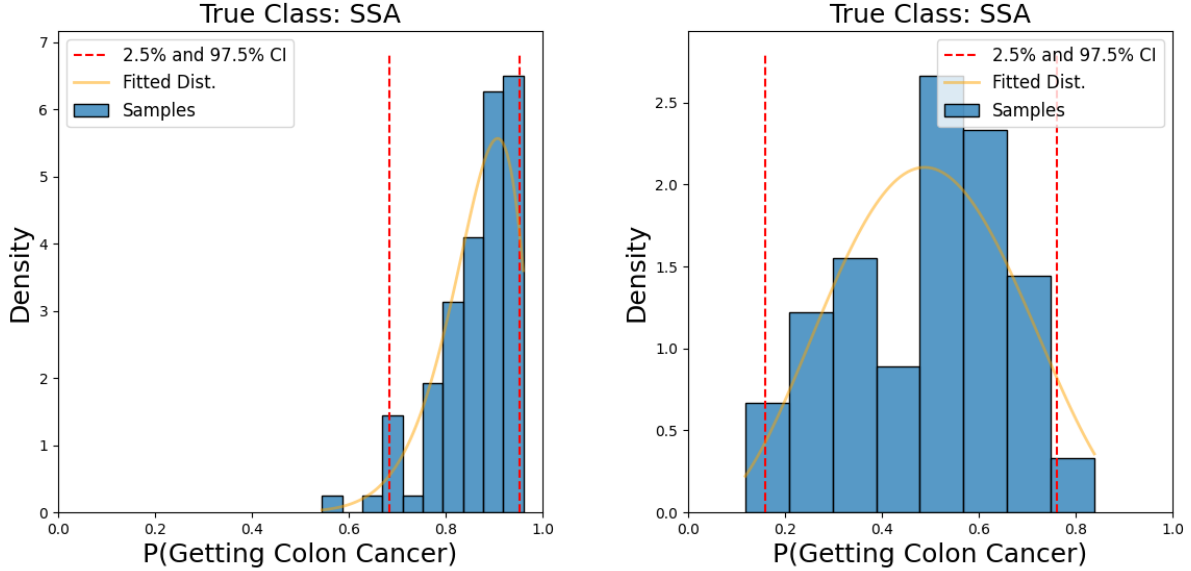 True Class: SSA
2.5% and 97.5% CI
Fitted Dist.
Samples
Density
7
6
5
4
3
2
1
0
0.0 0.2 0.4 0.6 0.8 1.0
P(Getting Colon Cancer)
True Class: SSA
2.5% and 97.5% CI
Fitted Dist.
Samples
Density
2.5
2.0
1.5
1.0
0.5
0.0
0.0 0.2 0.4 0.6 0.8 1.0
P(Getting Colon Cancer)